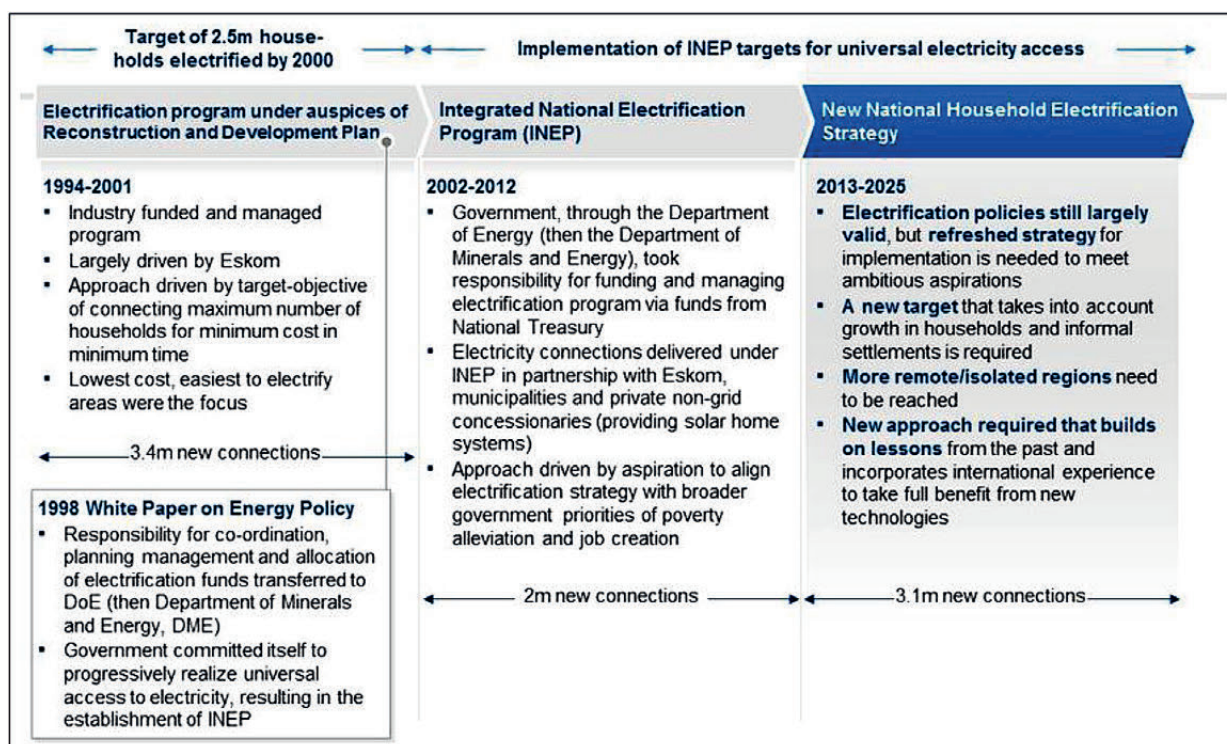 Target of 2.5m house-
holds electrified by 2000
Implementation of INEP targets for universal electricity access
Electrification program under auspices of
Reconstruction and Development Plan
Integrated National Electrification
Program (INEP)
New National Household Electrification
Strategy
1994-2001
▪ Industry funded and managed
program
▪ Largely driven by Eskom
▪ Approach driven by target-objective
of connecting maximum number of
households for minimum cost in
minimum time
▪ Lowest cost, easiest to electrify
areas were the focus
3.4m new connections
1998 White Paper on Energy Policy
▪ Responsibility for co-ordination,
planning management and allocation
of electrification funds transferred to
DoE (then Department of Minerals
and Energy, DME)
▪ Government committed itself to
progressively realize universal
access to electricity, resulting in the
establishment of INEP
2002-2012
▪ Government, through the Department
of Energy (then the Department of
Minerals and Energy), took
responsibility for funding and managing
electrification program via funds from
National Treasury
▪ Electricity connections delivered under
INEP in partnership with Eskom,
municipalities and private non-grid
concessionaries (providing solar home
systems)
▪ Approach driven by aspiration to align
electrification strategy with broader
government priorities of poverty
alleviation and job creation
2m new connections
2013-2025
▪ Electrification policies still largely
valid, but refreshed strategy for
implementation is needed to meet
ambitious aspirations
▪ A new target that takes into account
growth in households and informal
settlements is required
▪ More remote/isolated regions need
to be reached
▪ New approach required that builds
on lessons from the past and
incorporates international experience
to take full benefit from new
technologies
3.1m new connections